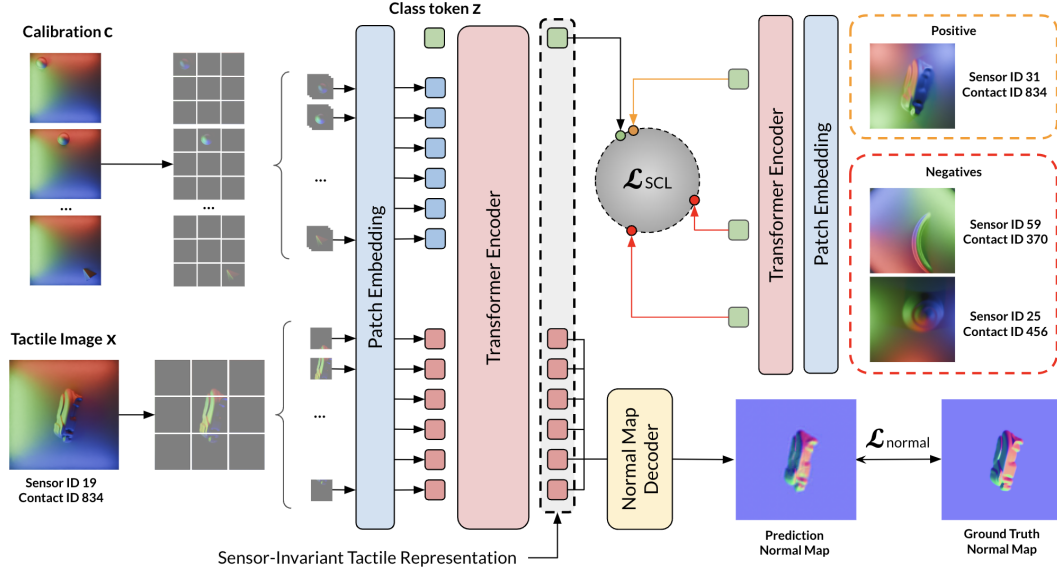 Class token z
Calibration c
...
...
...
Tactile Image x
...
Sensor ID 19
Contact ID 834
Patch Embedding
Transformer Encoder
Sensor-Invariant Tactile Representation
ℒSCL
Transformer Encoder
Patch Embedding
Positive
Sensor ID 31
Contact ID 834
Negatives
Sensor ID 59
Contact ID 370
Sensor ID 25
Contact ID 456
Normal Map
Decoder
ℒnormal
Prediction
Normal Map
Ground Truth
Normal Map